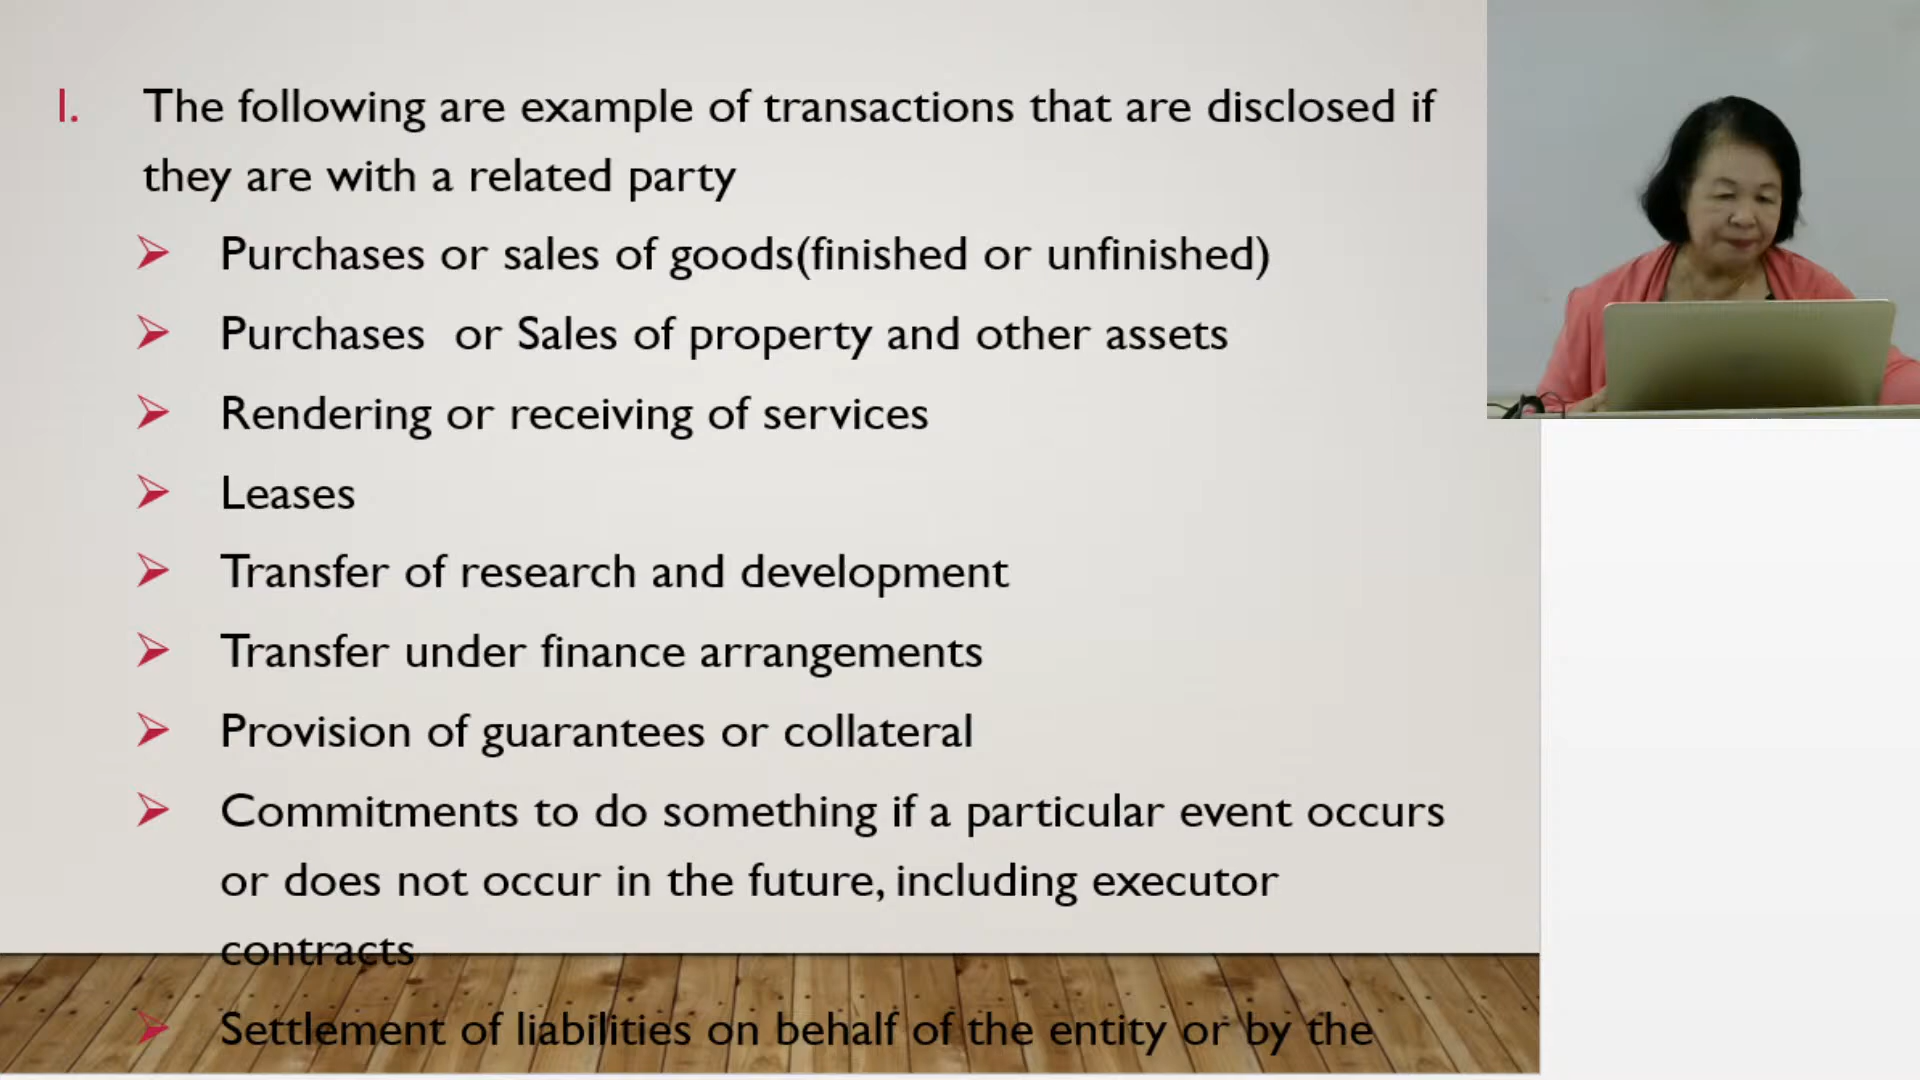 I. The following are example of transactions that are disclosed if
they are with a related party
Purchases or sales of goods(finished or unfinished)
Purchases or Sales of property and other assets
Rendering or receiving of services
Leases
Transfer of research and development
Transfer under finance arrangements
Provision of guarantees or collateral
Commitments to do something if a particular event occurs
or does not occur in the future, including executor
contracts
Settlement of liabilities on behalf of the entity or by the